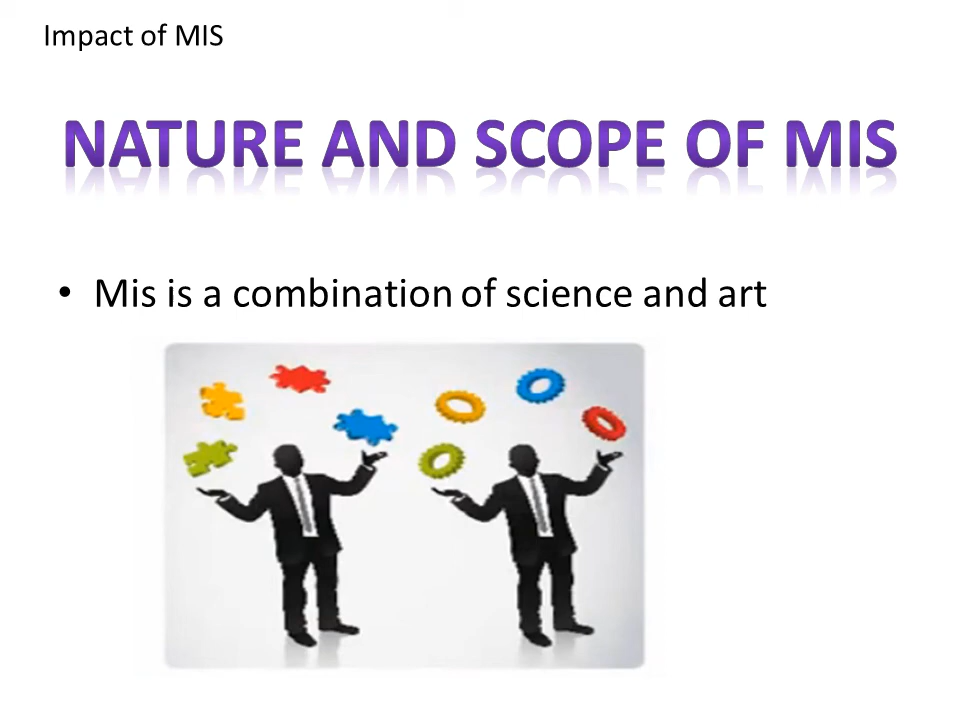 Impact of MIS
NATURE AND SCOPE OF MIS
• Mis is a combination of science and art